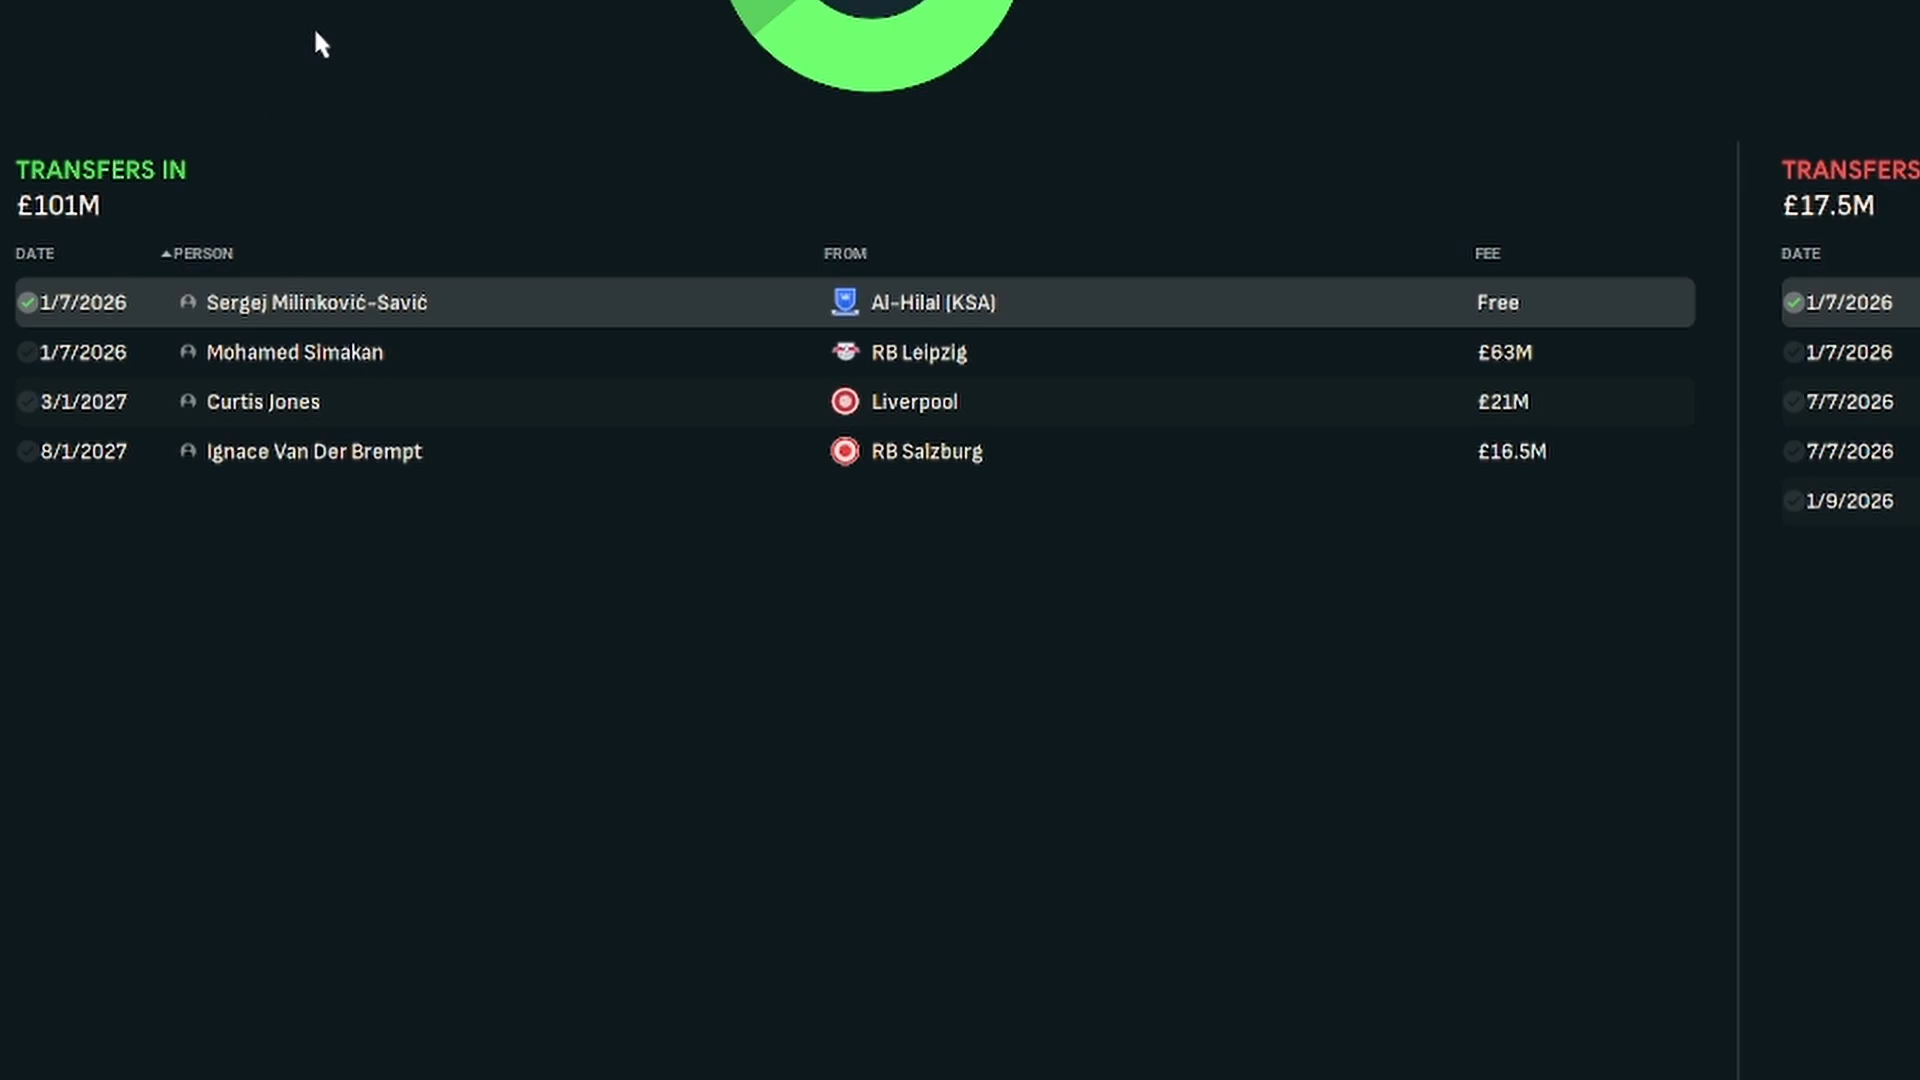 TRANSFERS IN
£101M
DATE PERSON FROM FEE
1/7/2026 Sergej Milinković-Savić Al-Hilal (KSA) Free
1/7/2026 Mohamed Simakan RB Leipzig £63M
3/1/2027 Curtis Jones Liverpool £21M
8/1/2027 Ignace Van Der Brempt RB Salzburg £16.5M
TRANSFERS
£17.5M
DATE
1/7/2026
1/7/2026
7/7/2026
7/7/2026
1/9/2026